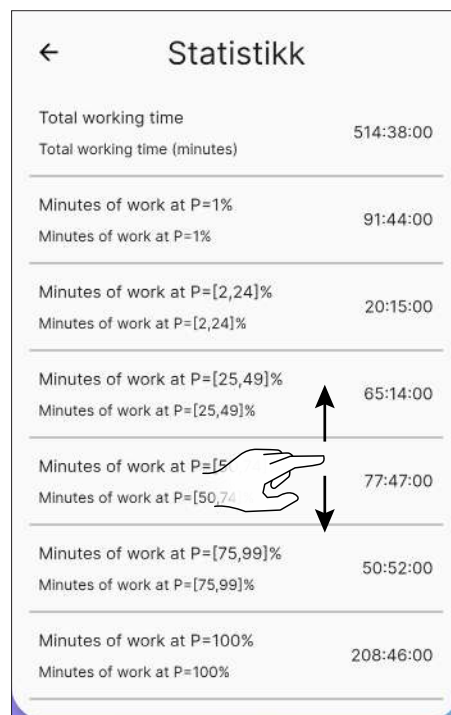 Statistikk
Total working time
514:38:00
Total working time (minutes)
Minutes of work at P=1%
91:44:00
Minutes of work at P=1%
Minutes of work at P=[2,24]%
20:15:00
Minutes of work at P=[2,24]%
Minutes of work at P=[25,49]%
65:14:00
Minutes of work at P=[25,49]%
Minutes of work at P=[5
77:47:00
Minutes of work at P=[50,74
Minutes of work at P=[75,99]%
50:52:00
Minutes of work at P=[75,99]%
Minutes of work at P=100%
208:46:00
Minutes of work at P=100%